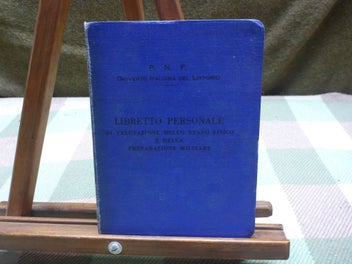 P. N. F.
GIOVENTÙ ITALIANA DEL LITTORIO
LIBRETTO PERSONALE
DI VALUTAZIONE DELLO STATO FISICO
E DELLA
PREPARAZIONE MILITARE